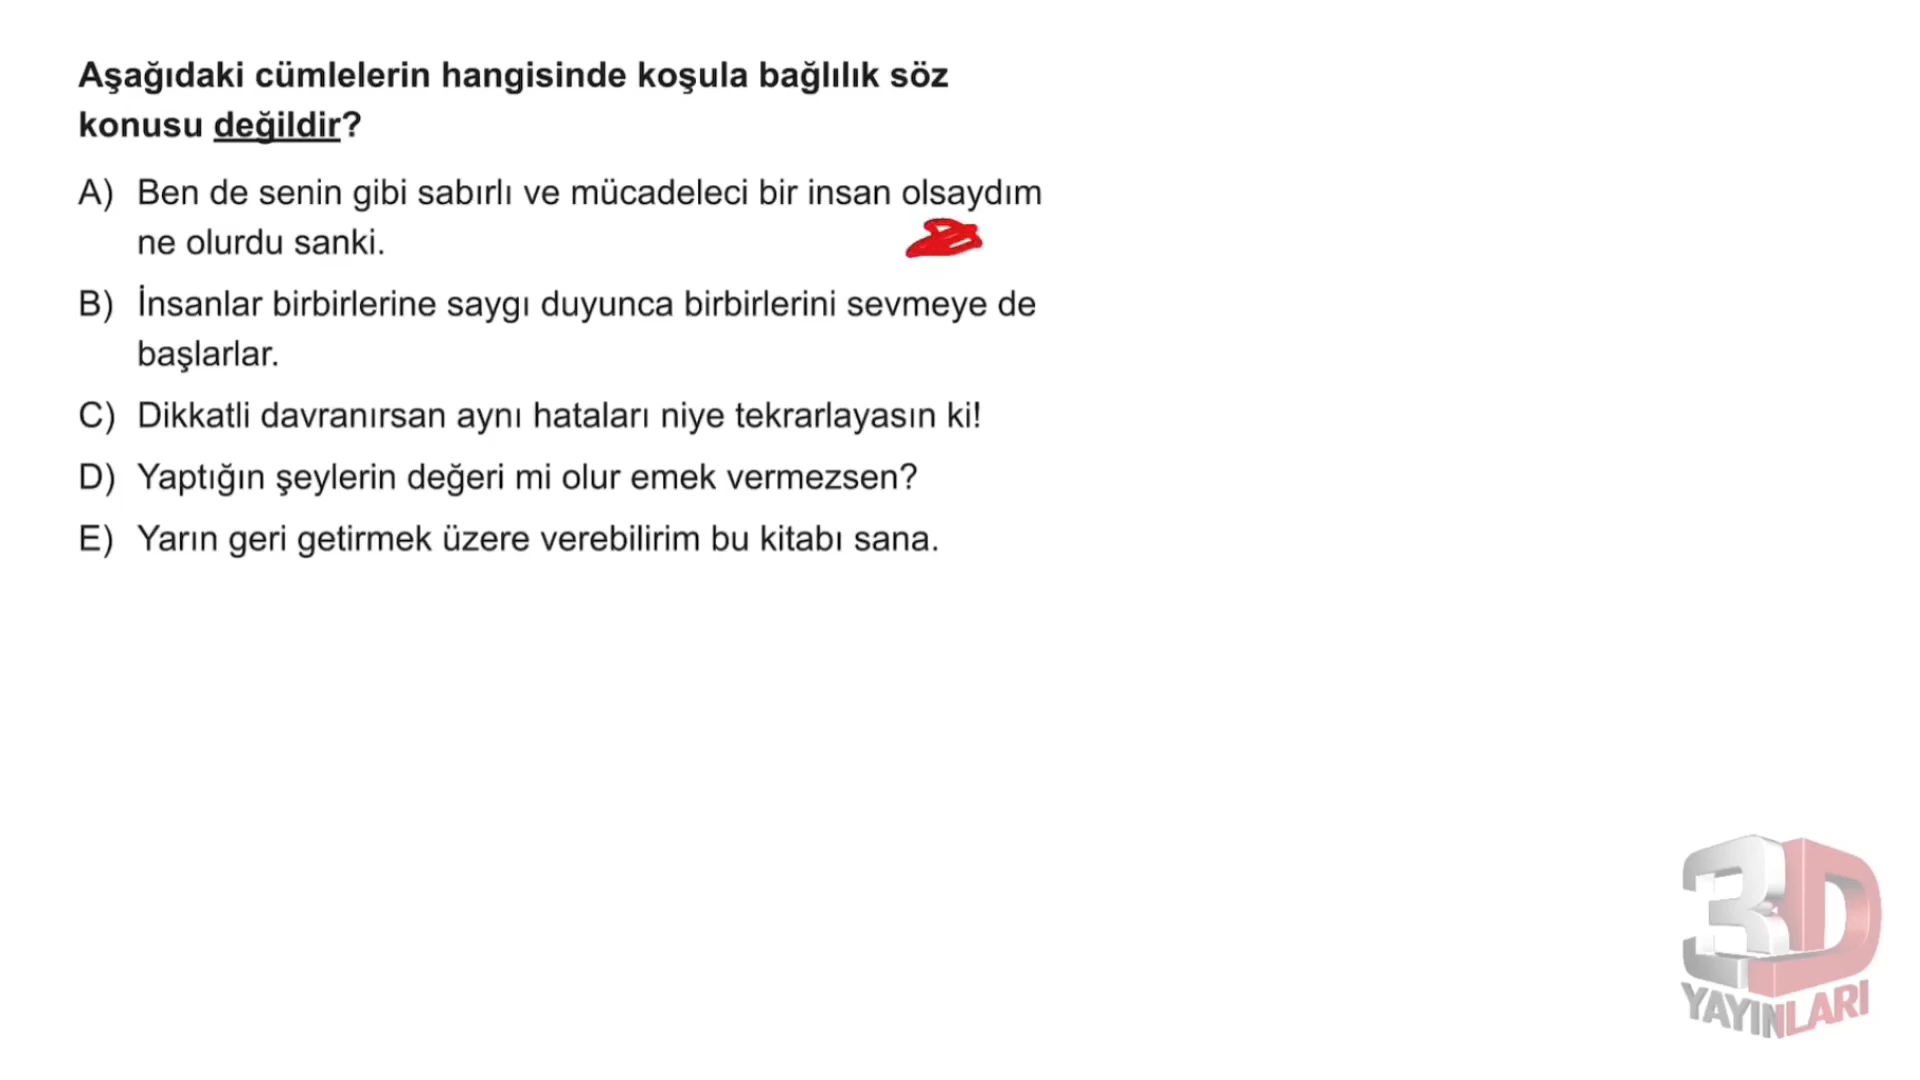 Aşağıdaki cümlelerin hangisinde koşula bağlılık söz
konusu değildir?
A) Ben de senin gibi sabırlı ve mücadeleci bir insan olsaydım
ne olurdu sanki.
B) İnsanlar birbirlerine saygı duyunca birbirlerini sevmeye de
başlarlar.
C) Dikkatli davranırsan aynı hataları niye tekrarlayasın ki!
D) Yaptığın şeylerin değeri mi olur emek vermezsen?
E) Yarın geri getirmek üzere verebilirim bu kitabı sana.
3D
YAYINLARI